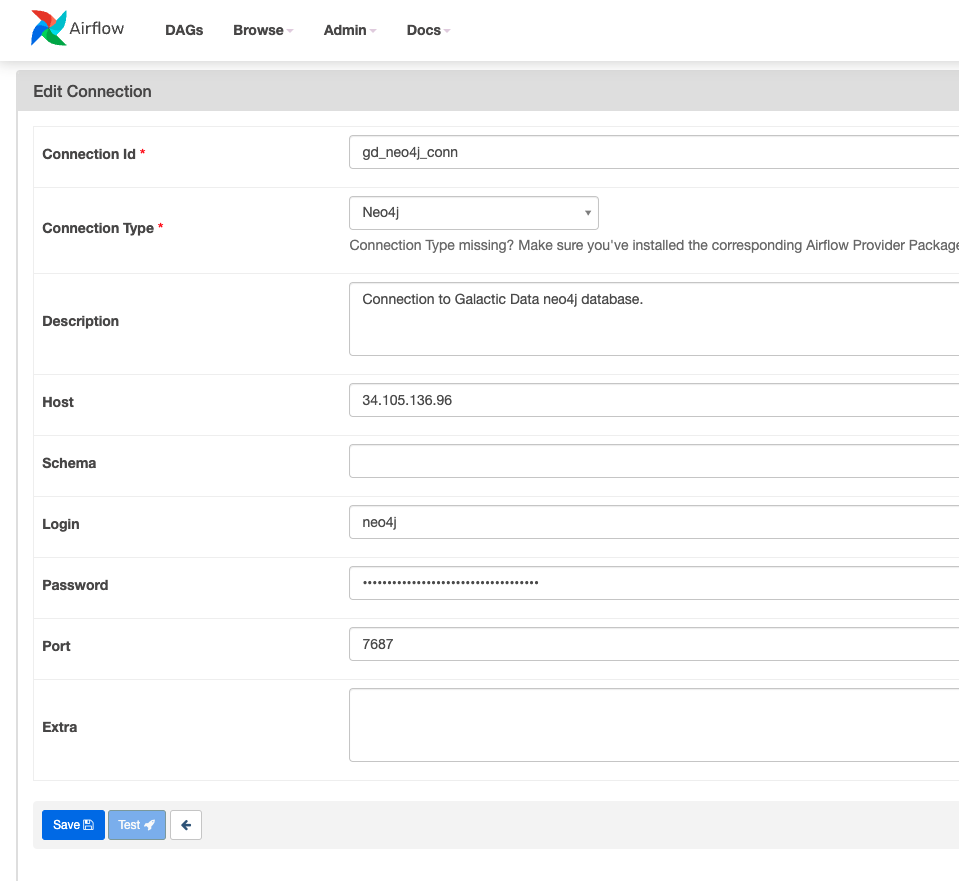 Airflow DAGs Browse Admin Docs
Edit Connection
Connection Id * gd_neo4j_conn
Connection Type * Neo4j
Connection Type missing? Make sure you've installed the corresponding Airflow Provider Package
Description Connection to Galactic Data neo4j database.
Host 34.105.136.96
Schema
Login neo4j
Password ••••••••••••••••••••••••••••••••••••
Port 7687
Extra
Save Test